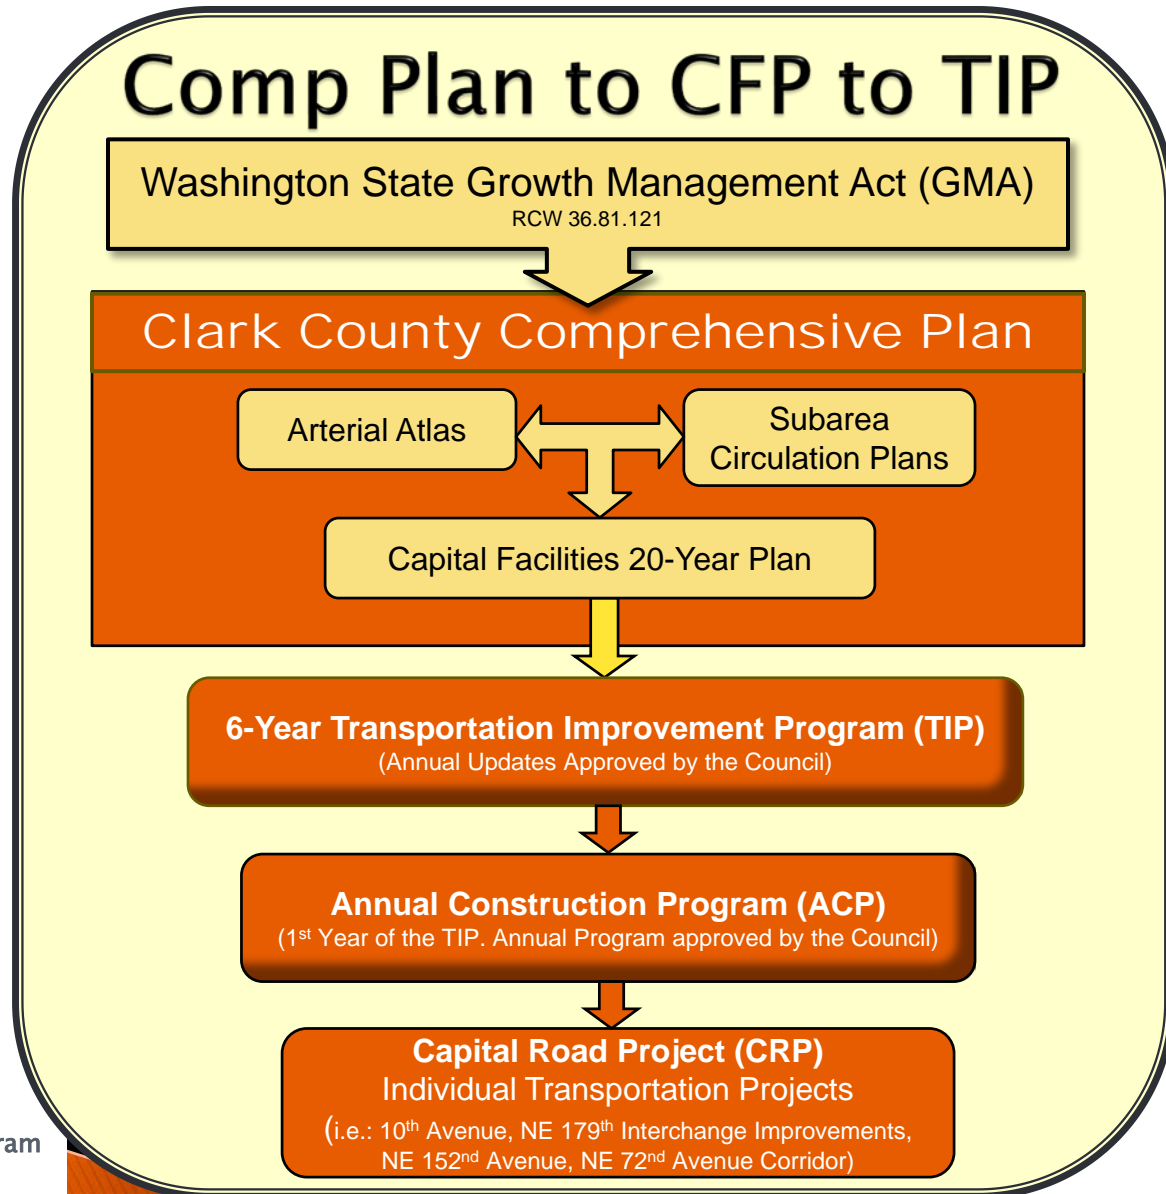 Comp Plan to CFP to TIP
Washington State Growth Management Act (GMA)
RCW 36.81.121
Clark County Comprehensive Plan
Arterial Atlas
Subarea
Circulation Plans
Capital Facilities 20-Year Plan
6-Year Transportation Improvement Program (TIP)
(Annual Updates Approved by the Council)
Annual Construction Program (ACP)
(1st Year of the TIP. Annual Program approved by the Council)
Capital Road Project (CRP)
Individual Transportation Projects
(i.e.: 10th Avenue, NE 179th Interchange Improvements,
NE 152nd Avenue, NE 72nd Avenue Corridor)
ram